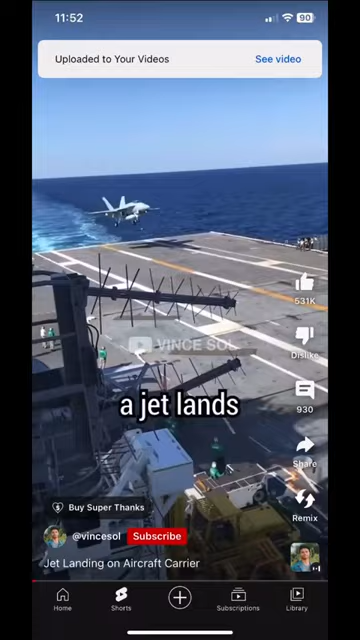 11:52
90
Uploaded to Your Videos
See video
531K
VINCE SOL
Dislike
a jet lands
930
Share
Buy Super Thanks
Remix
@vincesol
Subscribe
Jet Landing on Aircraft Carrier
Home
Shorts
Subscriptions
Library